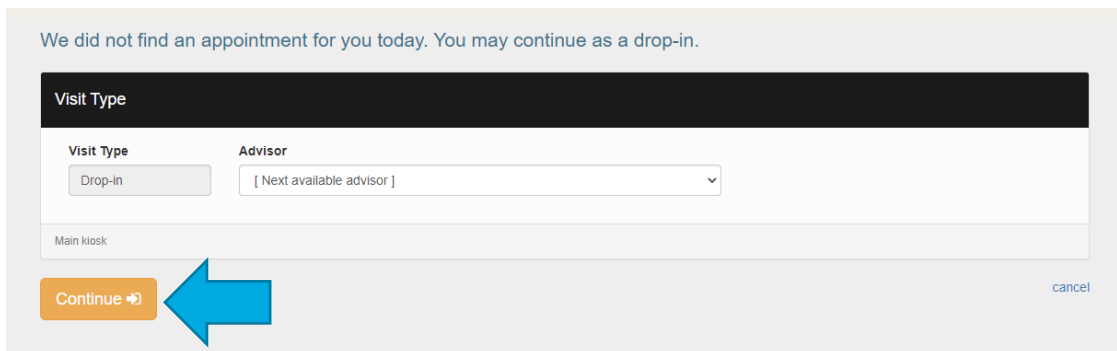 We did not find an appointment for you today. You may continue as a drop-in.
Visit Type
Visit Type Advisor
Drop-in [ Next available advisor ]
Main kiosk
Continue cancel